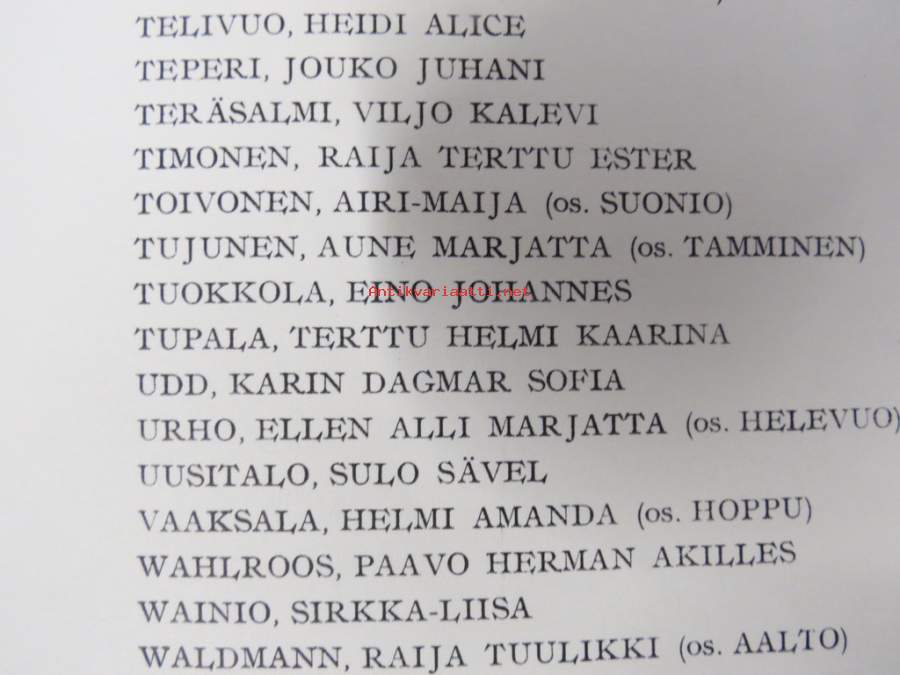 TELIVUO, HEIDI ALICE
TEPERI, JOUKO JUHANI
TERÄSALMI, VILJO KALEVI
TIMONEN, RAIJA TERTTU ESTER
TOIVONEN, AIRI-MAIJA (os. SUONIO)
TUJUNEN, AUNE MARJATTA (os. TAMMINEN)
TUOKKOLA, EINO JOHANNES
Antikvariaatti.net
TUPALA, TERTTU HELMI KAARINA
UDD, KARIN DAGMAR SOFIA
URHO, ELLEN ALLI MARJATTA (os. HELEVUO)
UUSITALO, SULO SÄVEL
VAAKSALA, HELMI AMANDA (os. HOPPU)
WAHLROOS, PAAVO HERMAN AKILLES
WAINIO, SIRKKA-LIISA
WALDMANN, RAIJA TUULIKKI (os. AALTO)